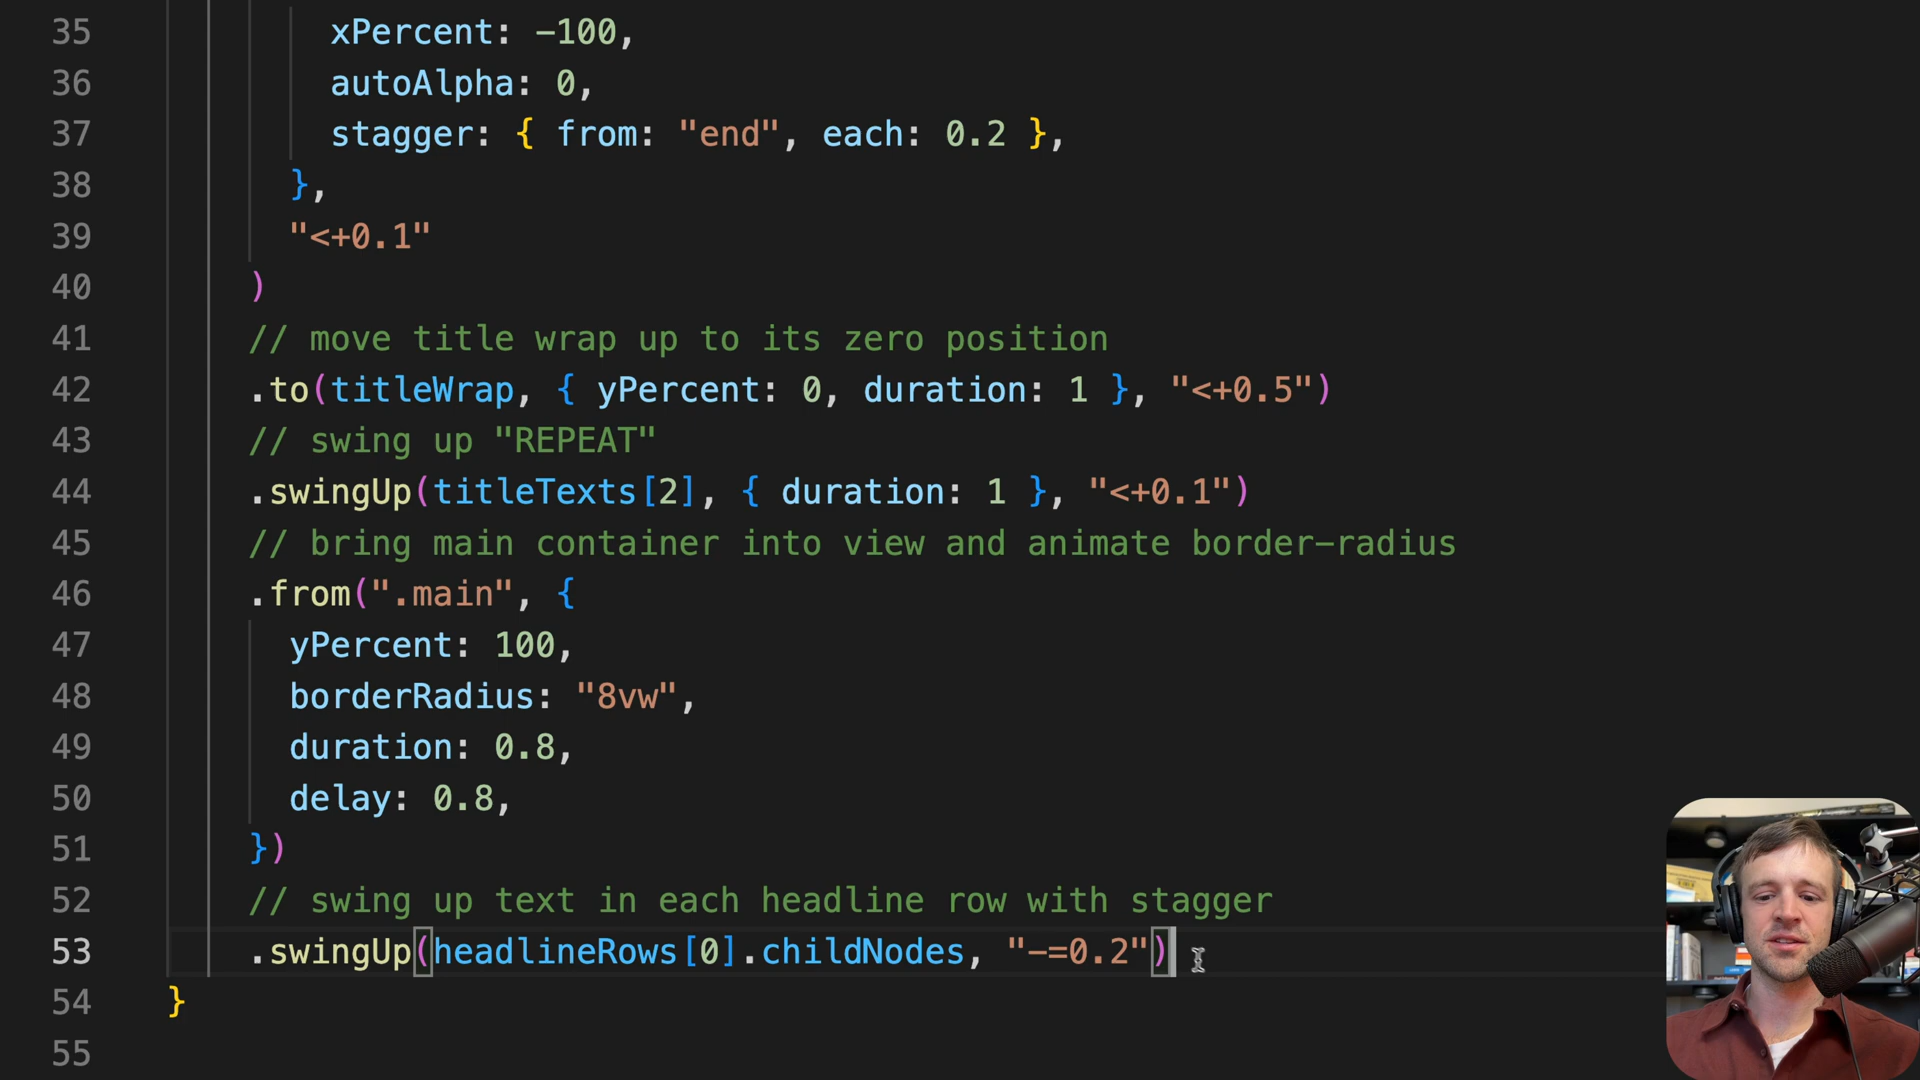 35 xPercent: -100,
36 autoAlpha: 0,
37 stagger: { from: "end", each: 0.2 },
38 },
39 "<+0.1"
40 )
41 // move title wrap up to its zero position
42 .to(titleWrap, { yPercent: 0, duration: 1 }, "<+0.5")
43 // swing up "REPEAT"
44 .swingUp(titleTexts[2], { duration: 1 }, "<+0.1")
45 // bring main container into view and animate border-radius
46 .from(".main", {
47 yPercent: 100,
48 borderRadius: "8vw",
49 duration: 0.8,
50 delay: 0.8,
51 })
52 // swing up text in each headline row with stagger
53 .swingUp(headlineRows[0].childNodes, "-=0.2")
54 }
55